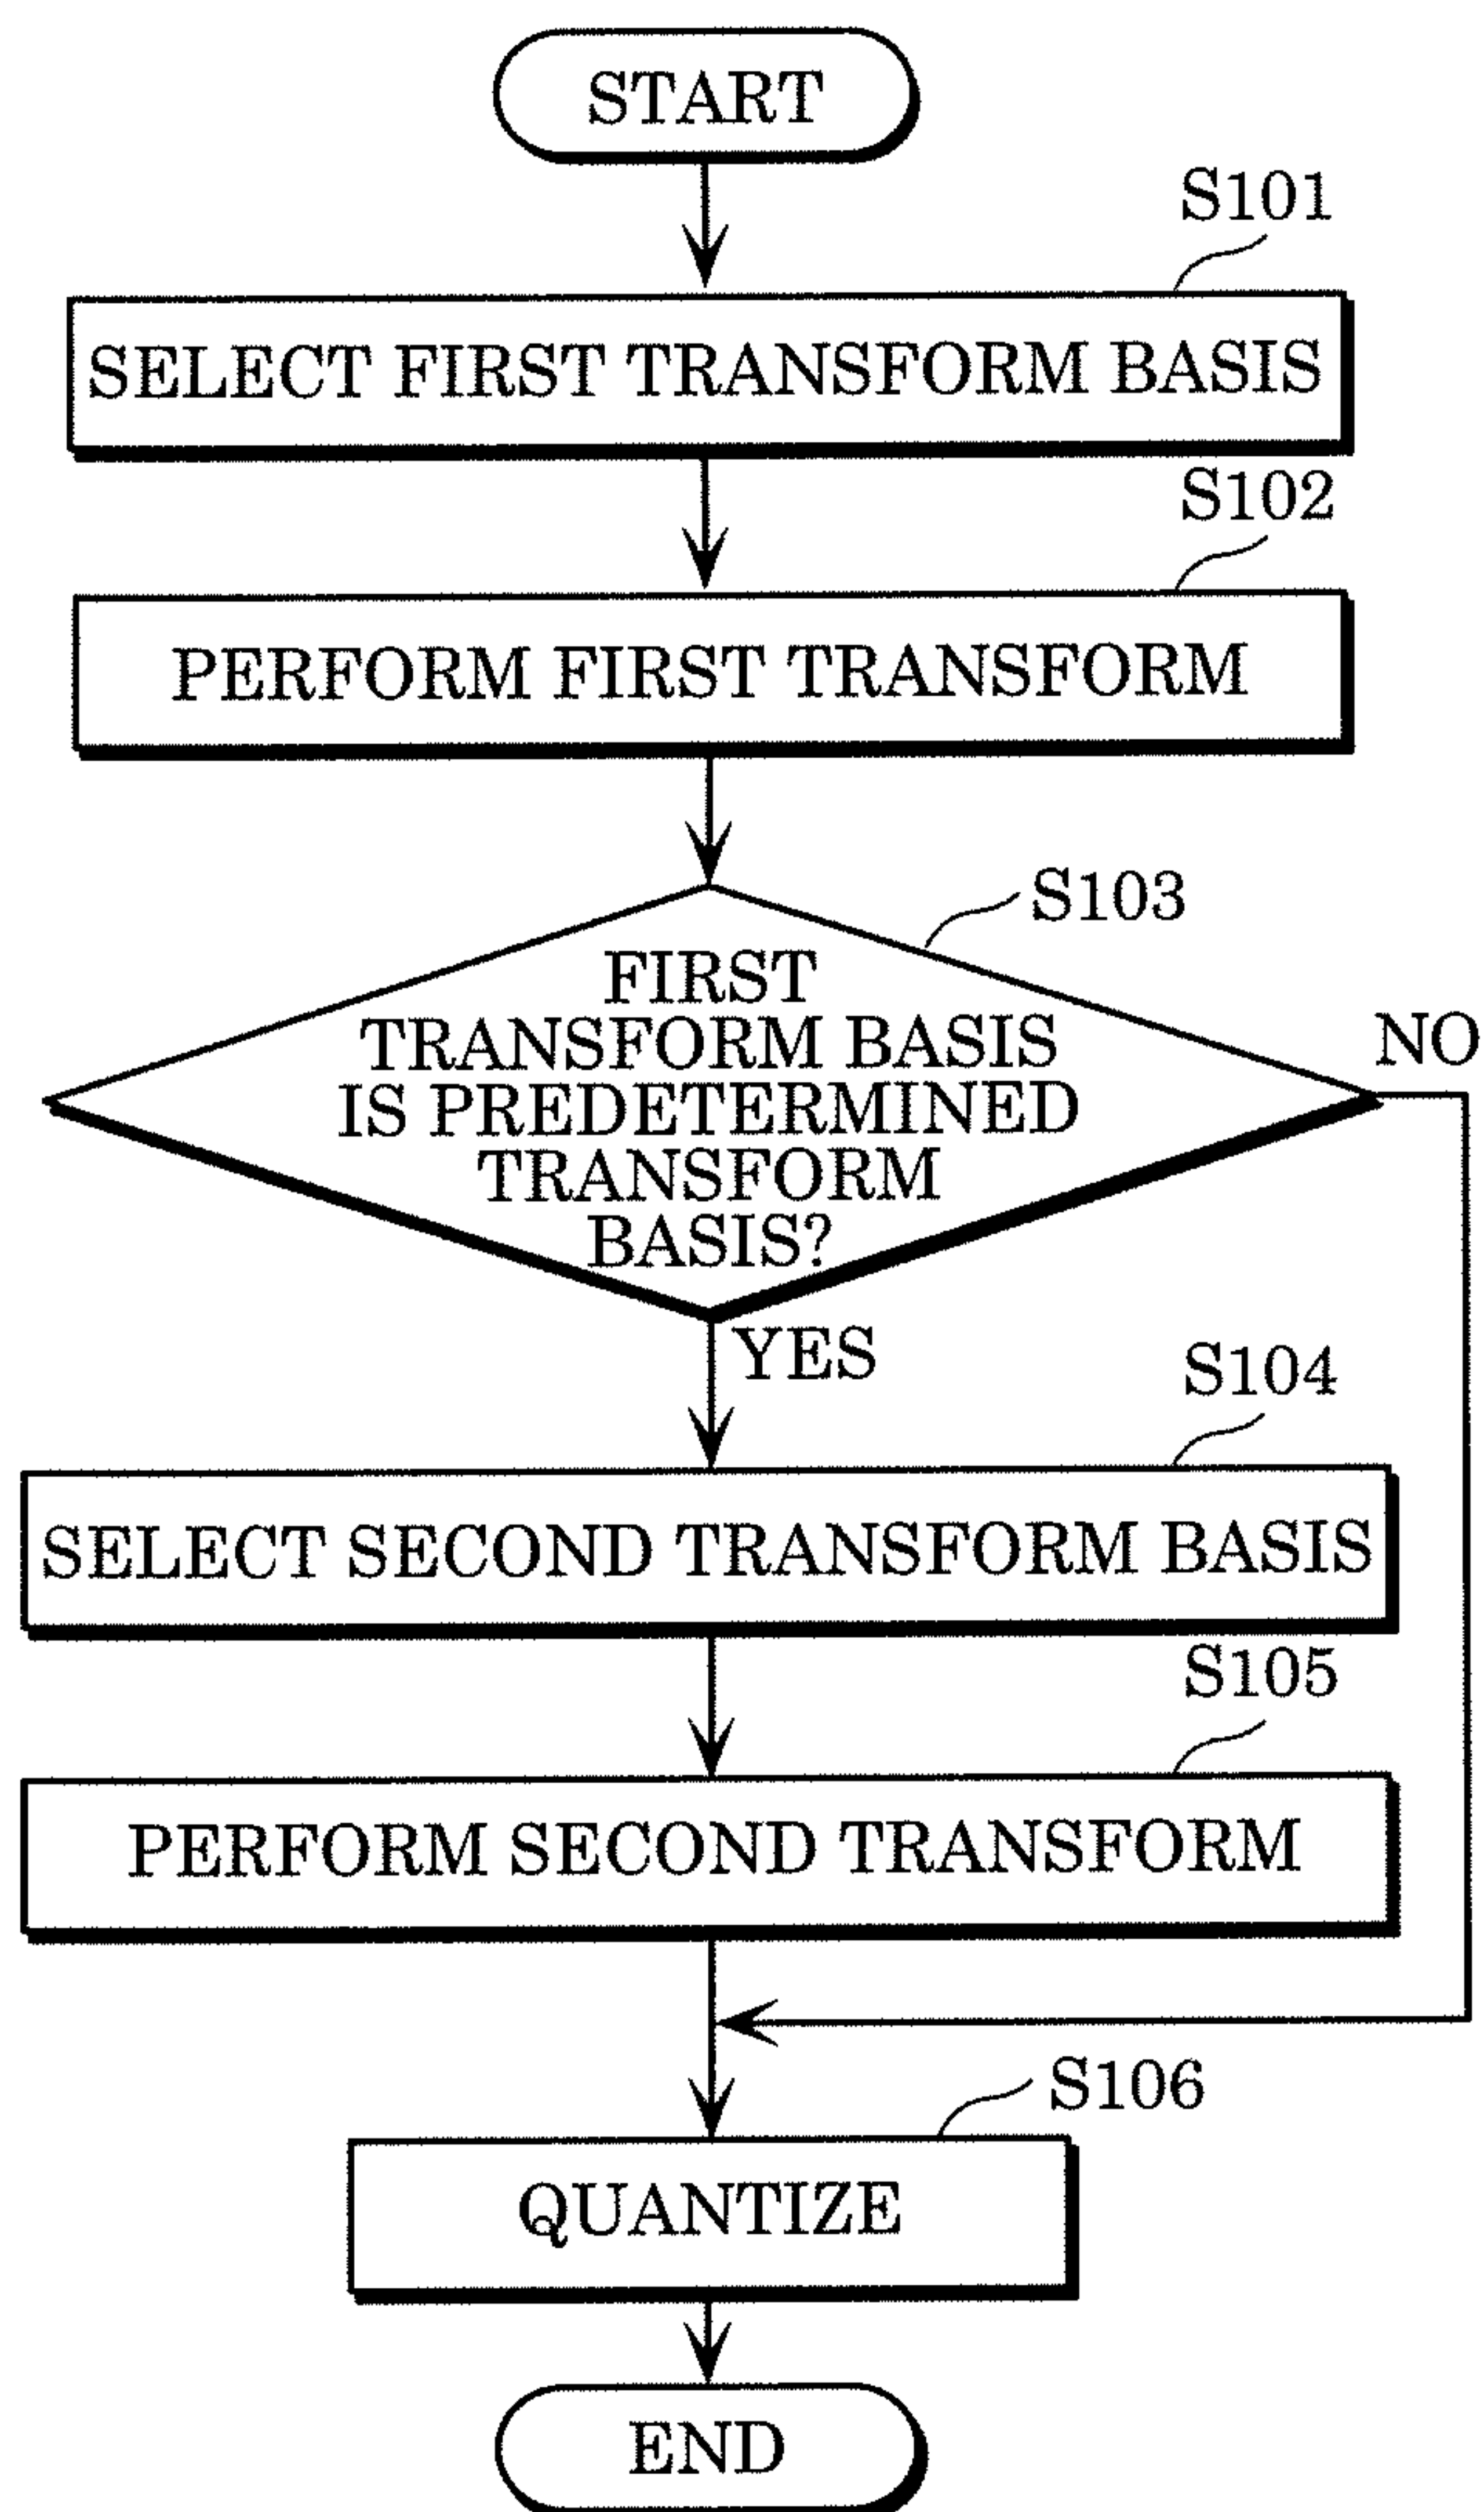 START
S101
SELECT FIRST TRANSFORM BASIS
S102
PERFORM FIRST TRANSFORM
S103
FIRST
TRANSFORM BASIS
IS PREDETERMINED
TRANSFORM
BASIS?
NO
YES
S104
SELECT SECOND TRANSFORM BASIS
S105
PERFORM SECOND TRANSFORM
S106
QUANTIZE
END